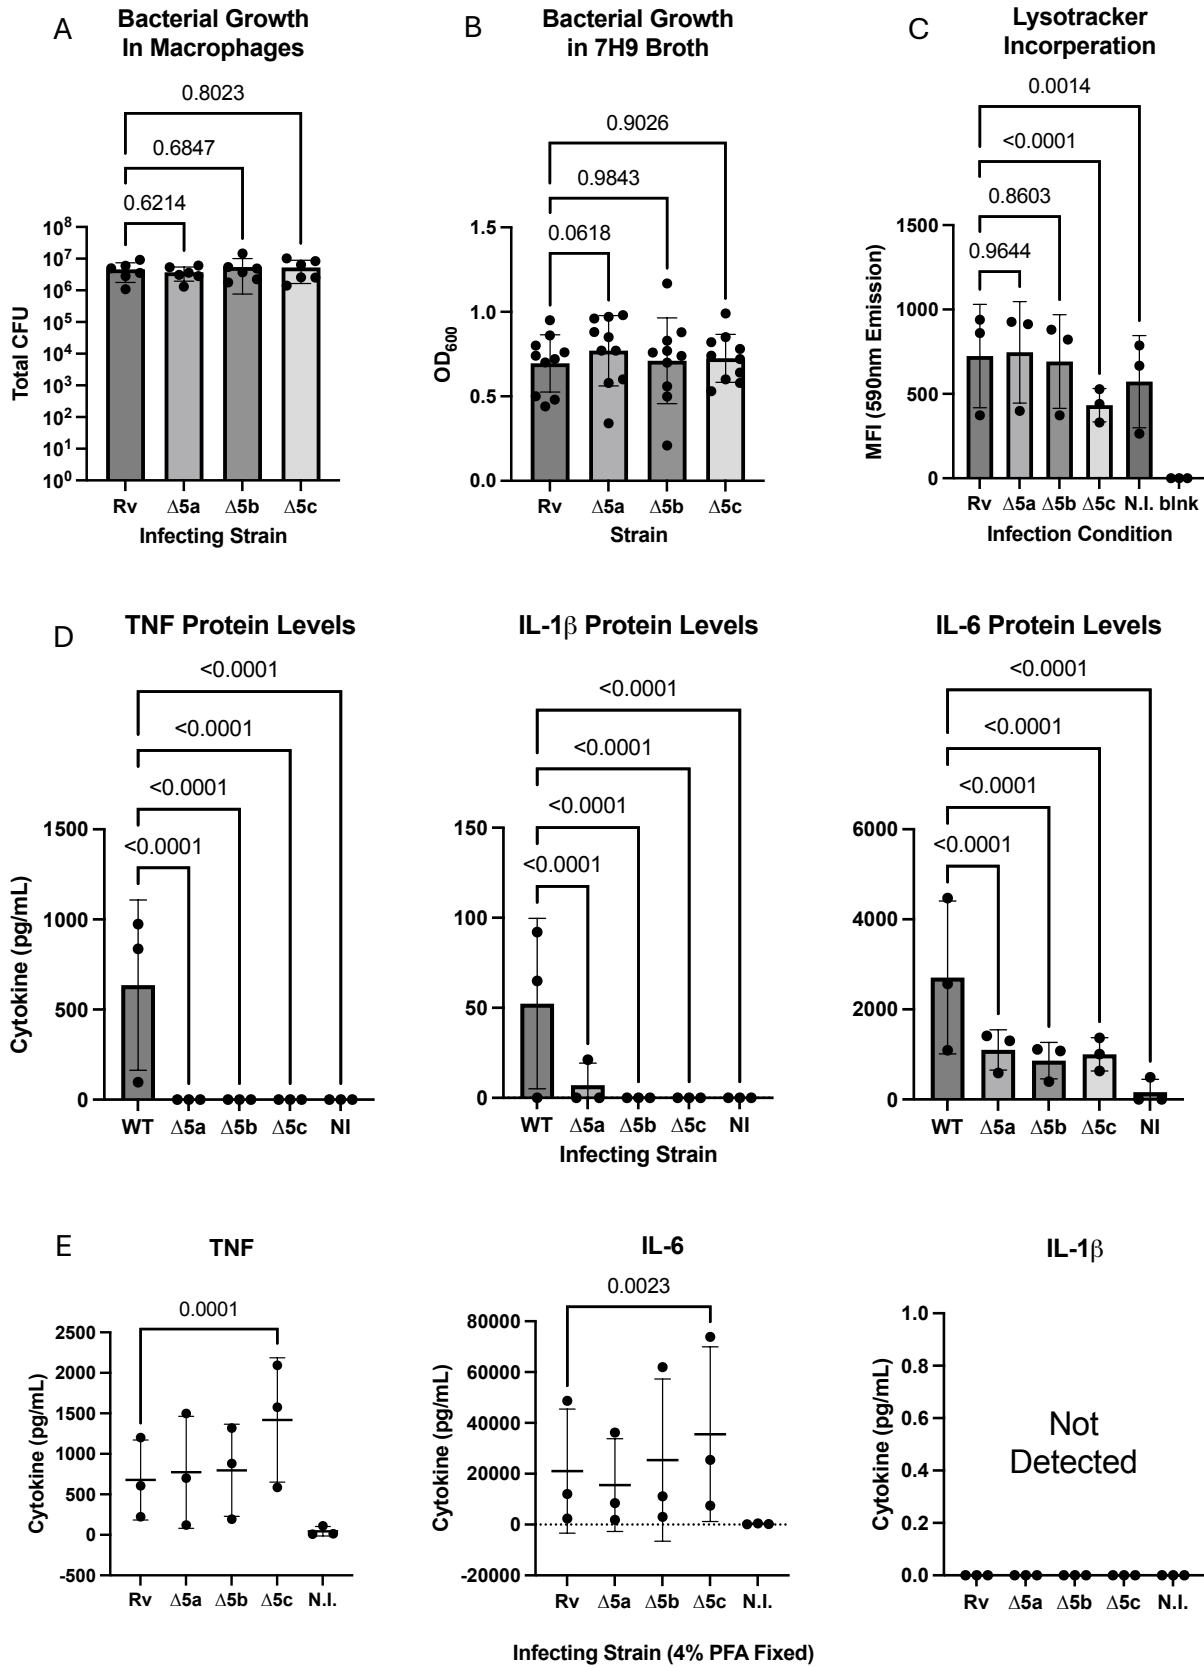 A
Bacterial Growth
In Macrophages
0.8023
0.6847
0.6214
Total CFU
10⁸
10⁷
10⁶
10⁵
10⁴
10³
10²
10¹
10⁰
Rv Δ5a Δ5b Δ5c
Infecting Strain
B
Bacterial Growth
in 7H9 Broth
0.9026
0.9843
0.0618
OD₆₀₀
1.5
1.0
0.5
0.0
Rv Δ5a Δ5b Δ5c
Strain
C
Lysotracker
Incorperation
0.0014
<0.0001
0.8603
0.9644
MFI (590nm Emission)
1500
1000
500
0
Rv Δ5a Δ5b Δ5c N.I. blnk
Infection Condition
D
TNF Protein Levels
<0.0001
<0.0001
<0.0001
<0.0001
Cytokine (pg/mL)
1500
1000
500
0
WT Δ5a Δ5b Δ5c NI
IL-1β Protein Levels
<0.0001
<0.0001
<0.0001
<0.0001
150
100
50
0
WT Δ5a Δ5b Δ5c NI
Infecting Strain
IL-6 Protein Levels
<0.0001
<0.0001
<0.0001
<0.0001
6000
4000
2000
0
WT Δ5a Δ5b Δ5c NI
E
TNF
0.0001
Cytokine (pg/mL)
2500
2000
1500
1000
500
0
-500
Rv Δ5a Δ5b Δ5c N.I.
IL-6
0.0023
Cytokine (pg/mL)
80000
60000
40000
20000
0
-20000
Rv Δ5a Δ5b Δ5c N.I.
IL-1β
Cytokine (pg/mL)
1.0
0.8
0.6
0.4
0.2
0.0
Not
Detected
Rv Δ5a Δ5b Δ5c N.I.
Infecting Strain (4% PFA Fixed)